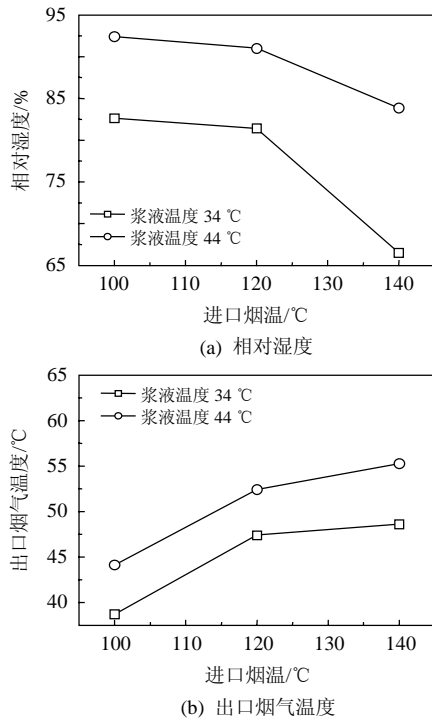 95
85
75
65
相对湿度/%
浆液温度 34 ℃
浆液温度 44 ℃
100 110 120 130 140
进口烟温/℃
(a) 相对湿度
65
60
55
50
45
40
出口烟气温度/℃
浆液温度 34 ℃
浆液温度 44 ℃
100 110 120 130 140
进口烟温/℃
(b) 出口烟气温度